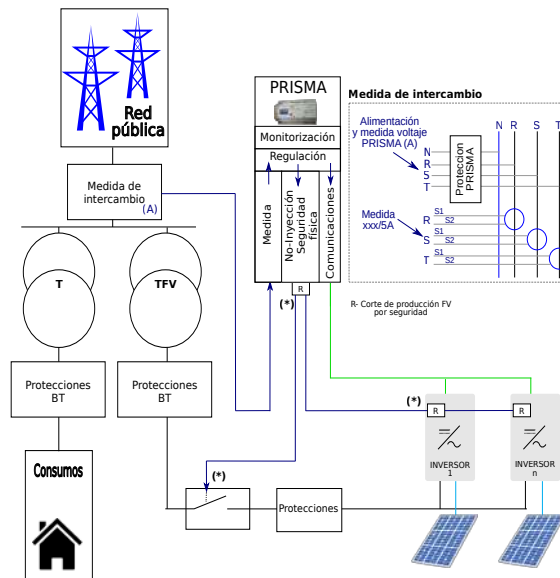 Red
pública
PRISMA
Monitorización
Regulación
Medida
No-Inyección
Seguridad
física
Comunicaciones
R
(*)
Medida de intercambio
Alimentación
y medida voltaje
PRISMA (A)
N
R
S
T
Proteccion
PRISMA
N R S T
Medida
xxx/5A
R
S1
S2
S
S1
S2
T
S1
S2
R- Corte de producción FV
por seguridad
Medida de
intercambio
(A)
T
TFV
Protecciones
BT
Protecciones
BT
Consumos
(*)
Protecciones
(*)
R
R
INVERSOR
1
INVERSOR
n